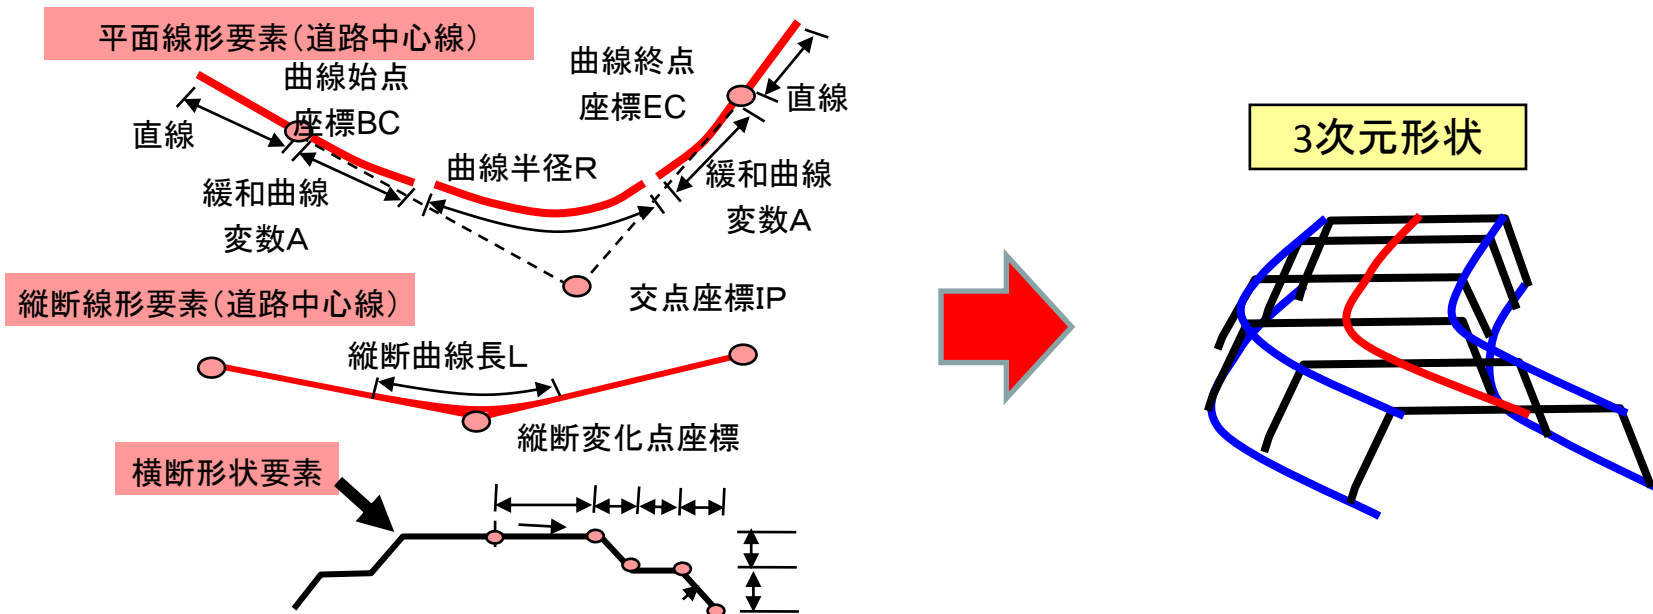 平面線形要素(道路中心線)
曲線始点
座標BC
曲線終点
座標EC
直線
直線
曲線半径R
緩和曲線
変数A
緩和曲線
変数A
交点座標IP
縦断線形要素(道路中心線)
縦断曲線長L
縦断変化点座標
横断形状要素
3次元形状